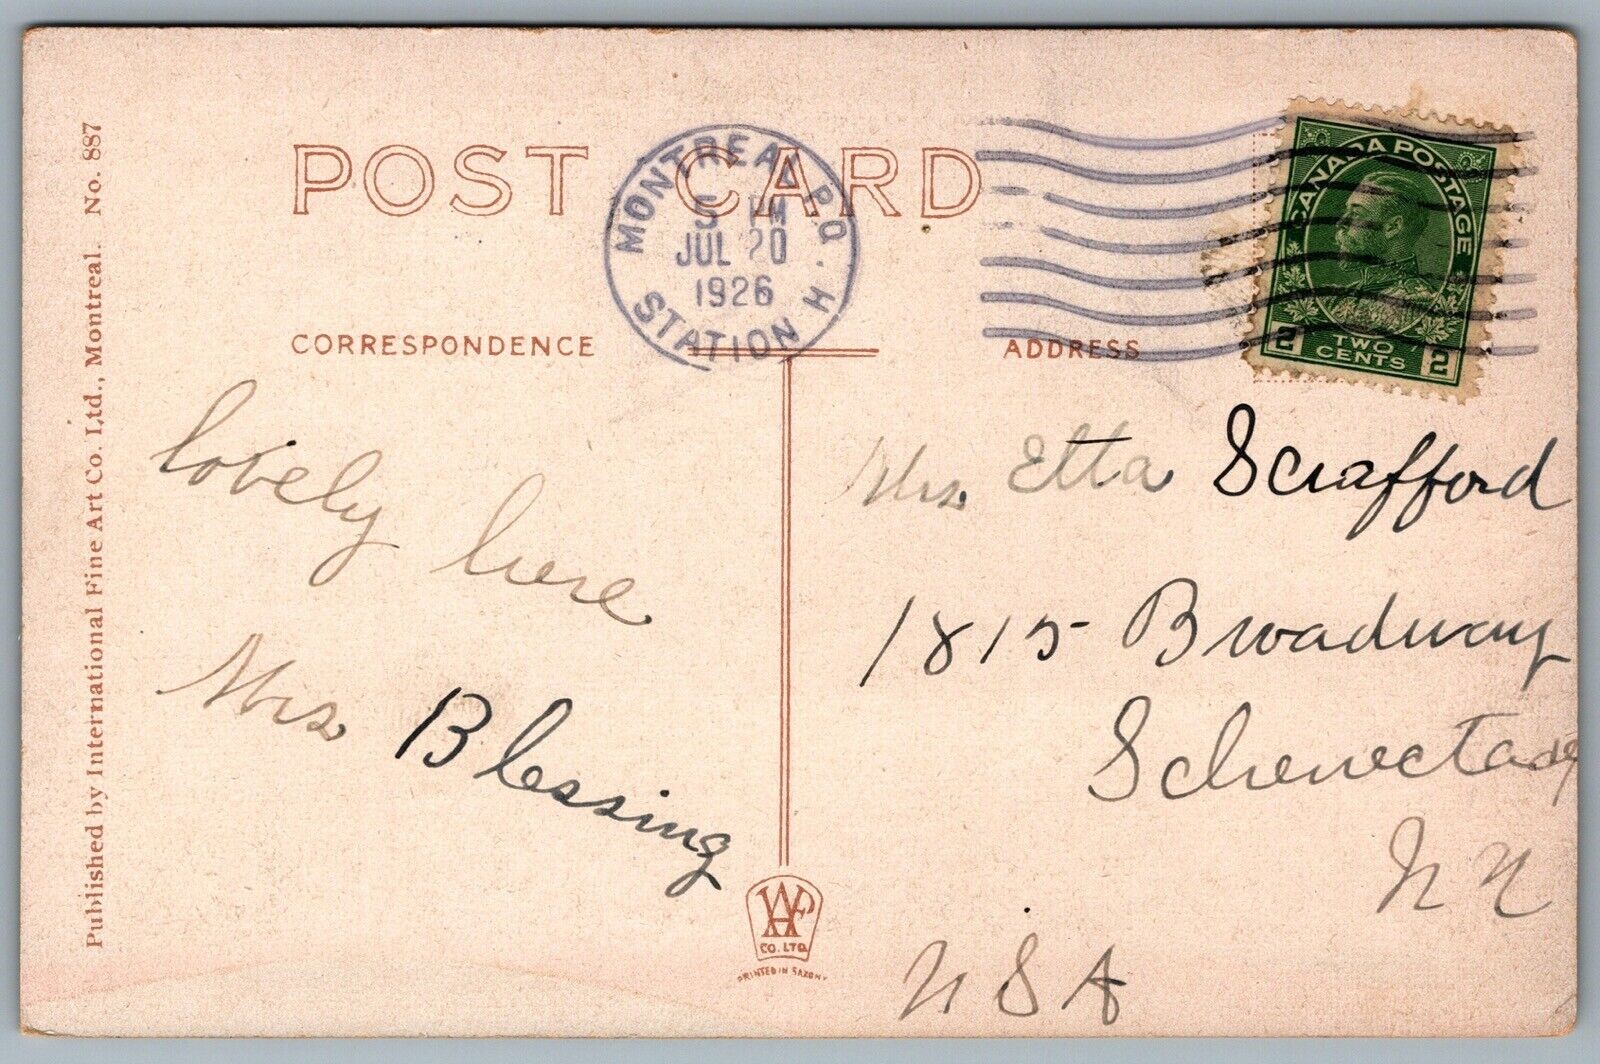 POST CARD
MONTREAL P.Q.
5 PM
JUL 20
1926
STATION H.
CANADA POSTAGE
2 TWO CENTS 2
CORRESPONDENCE
ADDRESS
Published by International Fine Art Co. Ltd., Montreal. No. 887
lovely here
Mrs Blessing
Mrs. Etta Scrafford
1815 Broadway
Schenectady
N Y
U S A
CO. LTD.
PRINTED IN SAXONY